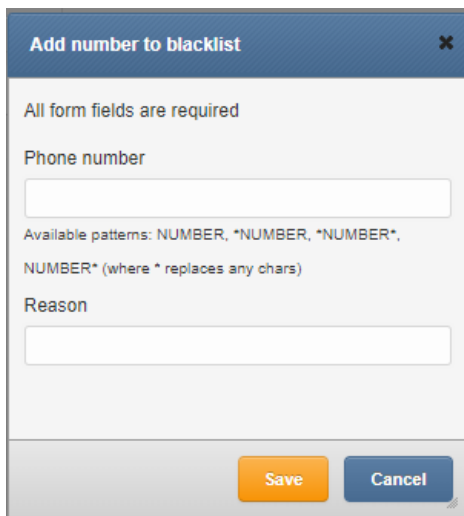 Add number to blacklist
All form fields are required
Phone number
Available patterns: NUMBER, *NUMBER, *NUMBER*,
NUMBER* (where * replaces any chars)
Reason
Save Cancel